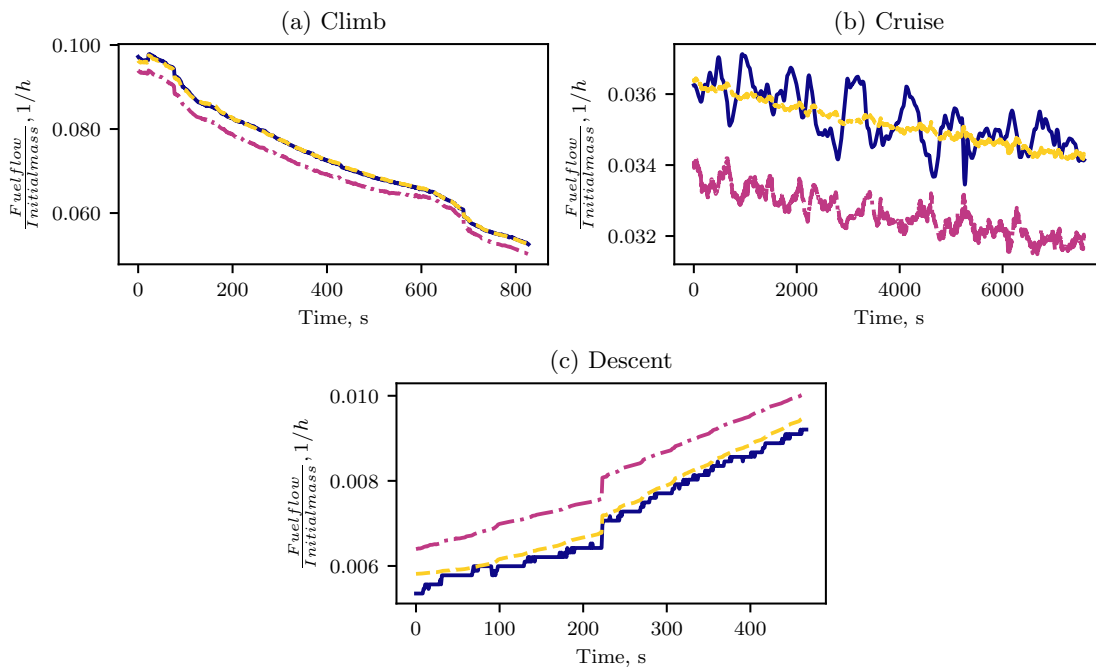 (a) Climb
0.100
0.080
0.060
Fuelflow
Initialmass , 1/h
0 200 400 600 800
Time, s
(b) Cruise
0.036
0.034
0.032
Fuelflow
Initialmass , 1/h
0 2000 4000 6000
Time, s
(c) Descent
0.010
0.008
0.006
Fuelflow
Initialmass , 1/h
0 100 200 300 400
Time, s